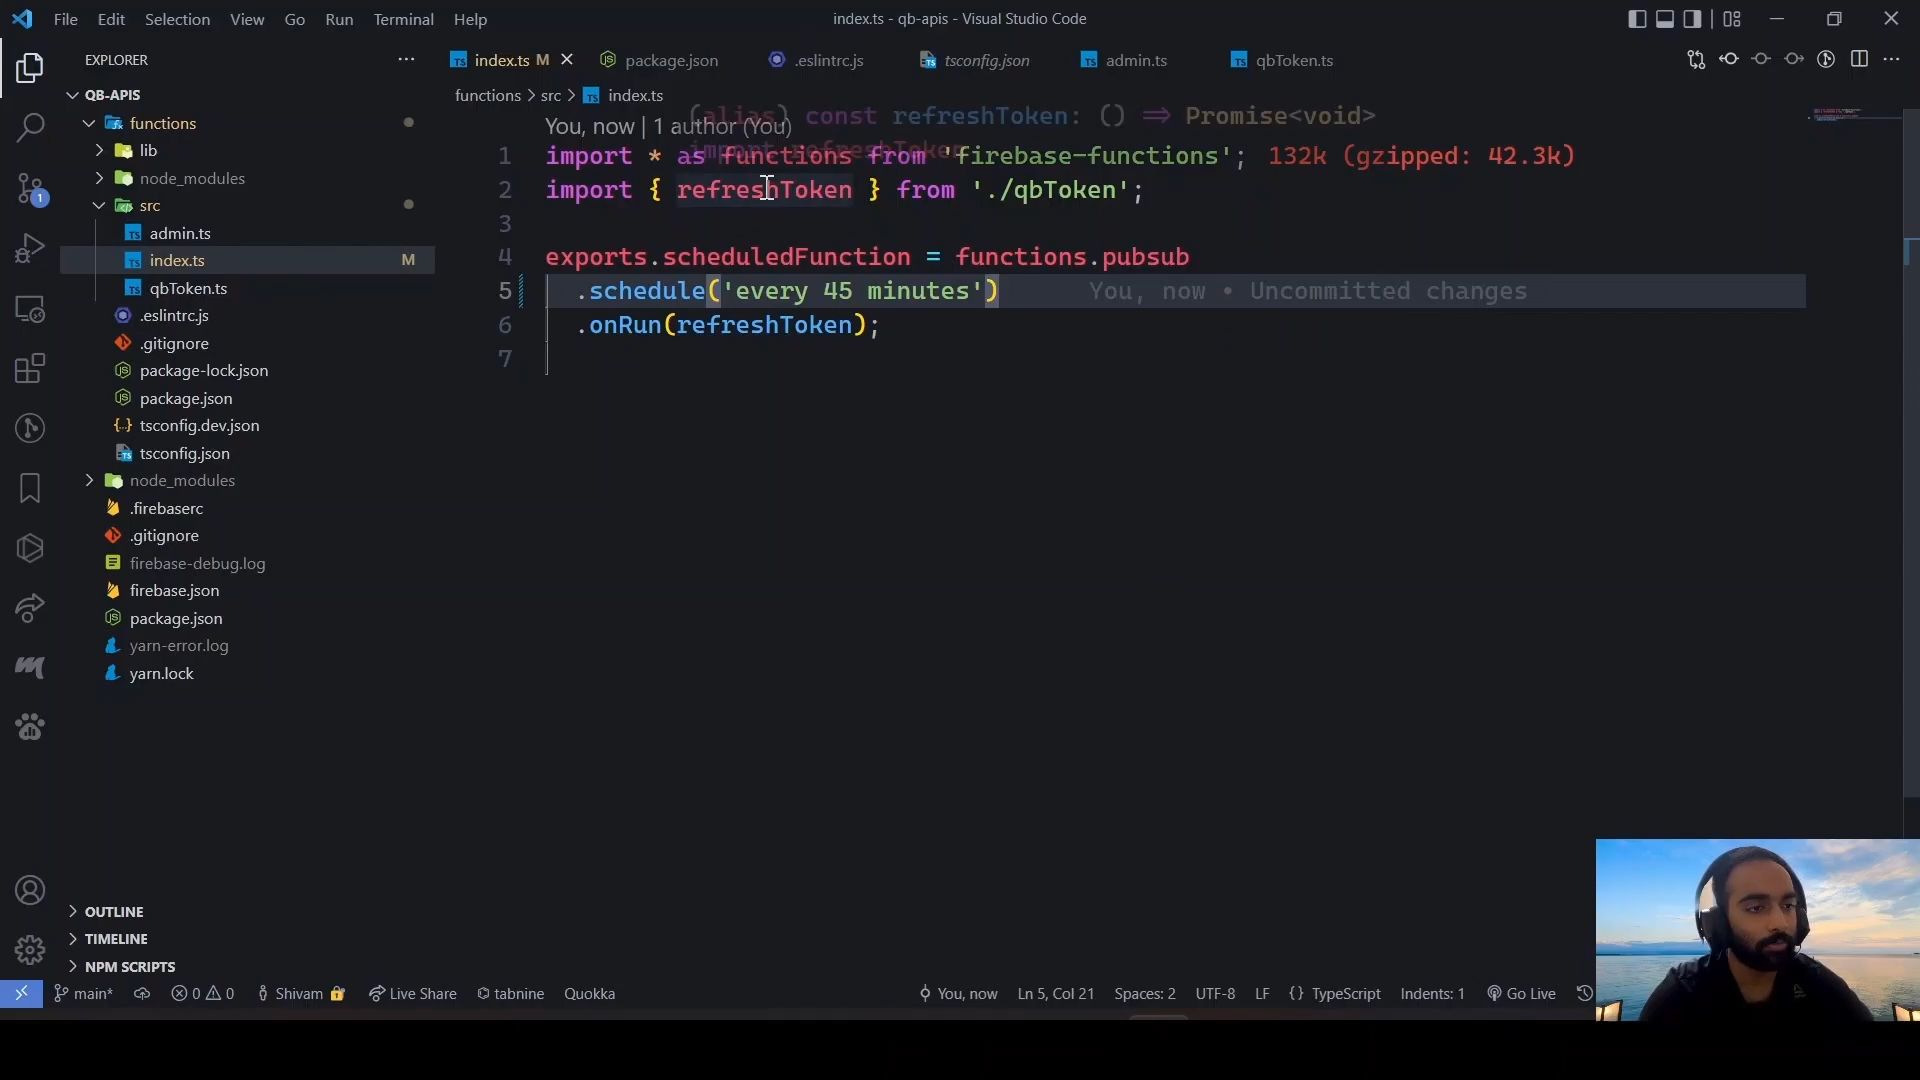 File Edit Selection View Go Run Terminal Help
index.ts - qb-apis - Visual Studio Code
EXPLORER
index.ts M
package.json
.eslintrc.js
tsconfig.json
admin.ts
qbToken.ts
QB-APIS
functions
lib
node_modules
src
admin.ts
index.ts M
qbToken.ts
.eslintrc.js
.gitignore
package-lock.json
package.json
tsconfig.dev.json
tsconfig.json
node_modules
.firebaserc
.gitignore
firebase-debug.log
firebase.json
package.json
yarn-error.log
yarn.lock
OUTLINE
TIMELINE
NPM SCRIPTS
1
functions > src > index.ts
(alias) const refreshToken: () => Promise<void>
import refreshToken
You, now | 1 author (You)
1 import * as functions from 'firebase-functions'; 132k (gzipped: 42.3k)
2 import { refreshToken } from './qbToken';
3
4 exports.scheduledFunction = functions.pubsub
5 .schedule('every 45 minutes') You, now • Uncommitted changes
6 .onRun(refreshToken);
7
main* 0 0 Shivam Live Share tabnine Quokka You, now Ln 5, Col 21 Spaces: 2 UTF-8 LF {} TypeScript Indents: 1 Go Live